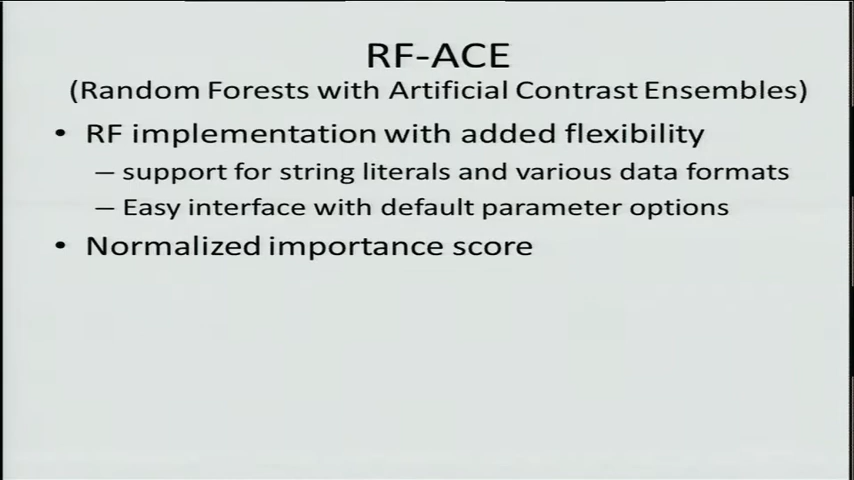 RF-ACE
(Random Forests with Artificial Contrast Ensembles)
• RF implementation with added flexibility
– support for string literals and various data formats
– Easy interface with default parameter options
• Normalized importance score